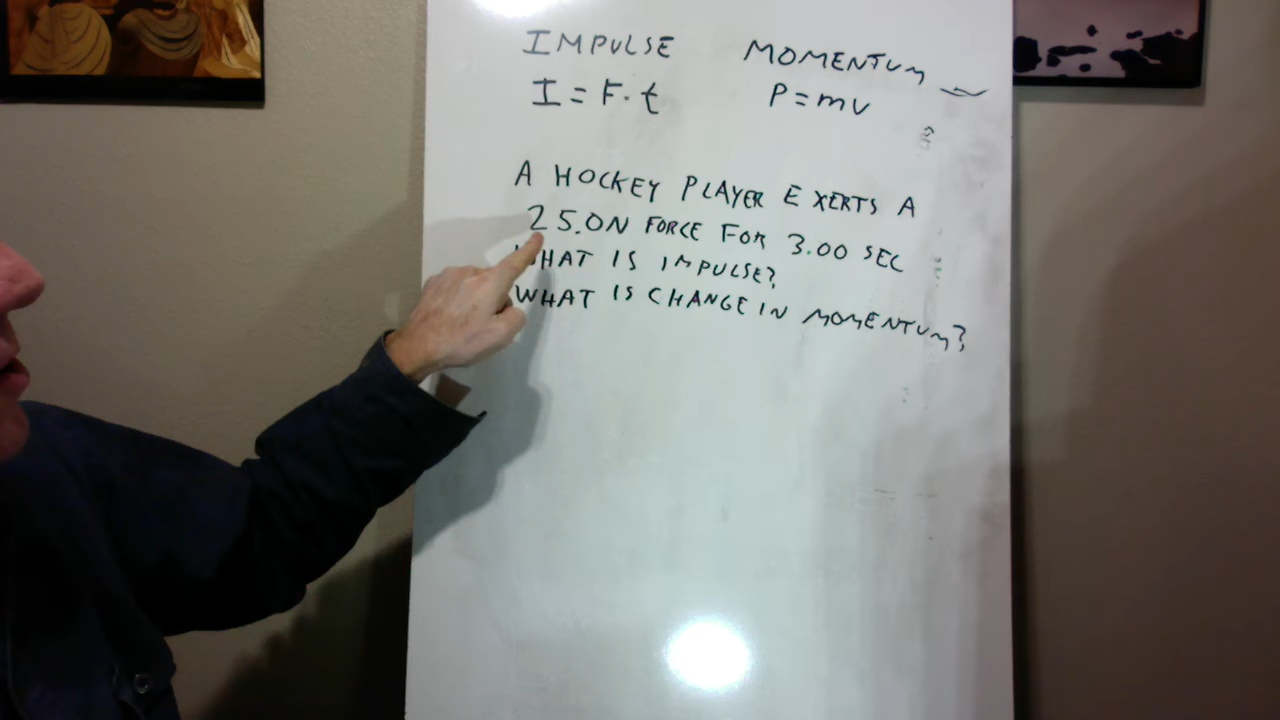 IMPULSE MOMENTUM
I = F · t P = mv
A HOCKEY PLAYER EXERTS A
25.0N FORCE FOR 3.00 SEC
WHAT IS IMPULSE?
WHAT IS CHANGE IN MOMENTUM?